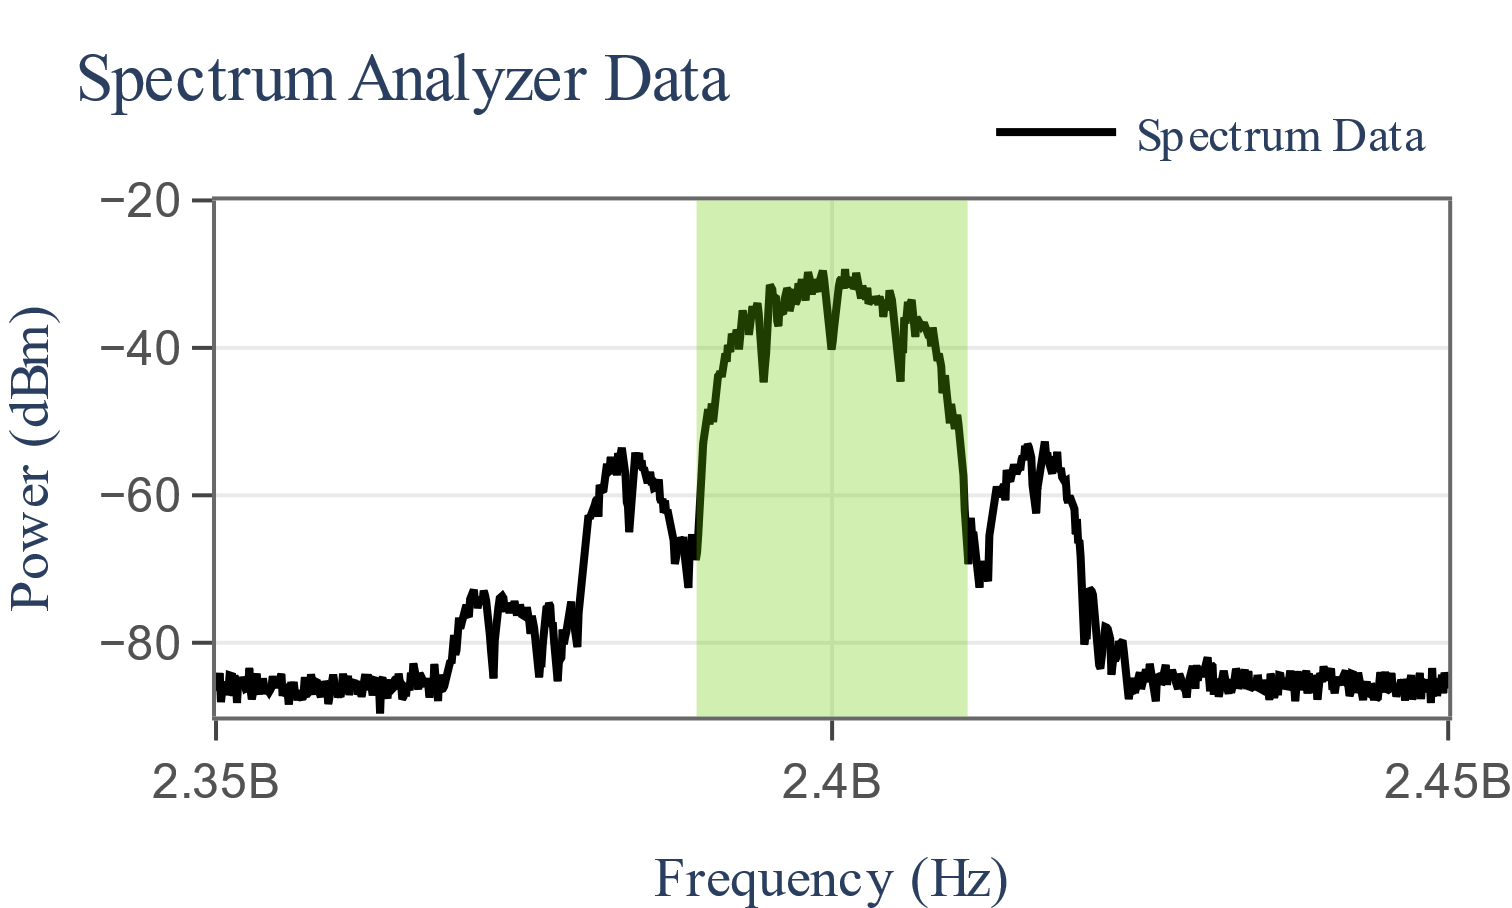 Spectrum Analyzer Data
Spectrum Data
−20
−40
−60
−80
Power (dBm)
2.35B
2.4B
2.45B
Frequency (Hz)